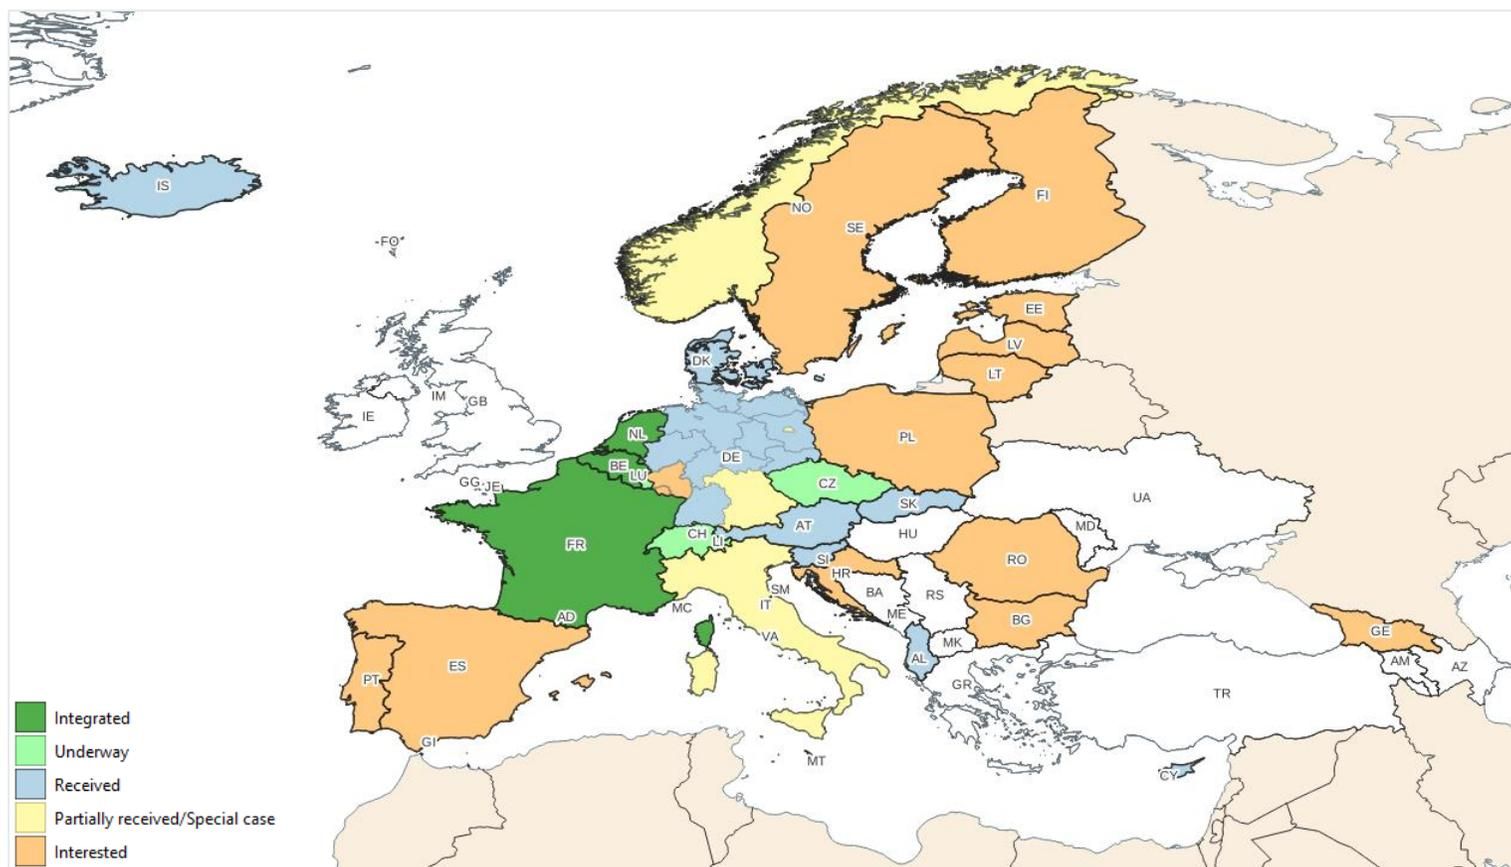 IS
NO
FI
SE
FO
EE
LV
DK
LT
IM
GB
IE
NL
PL
BE
DE
LU
GG
JE
CZ
UA
SK
AT
MD
CH
LI
HU
FR
SI
RO
HR
SM
BA
RS
IT
MC
ME
AD
BG
GE
VA
MK
AL
AM
AZ
ES
PT
GR
TR
GI
MT
CY
Integrated
Underway
Received
Partially received/Special case
Interested